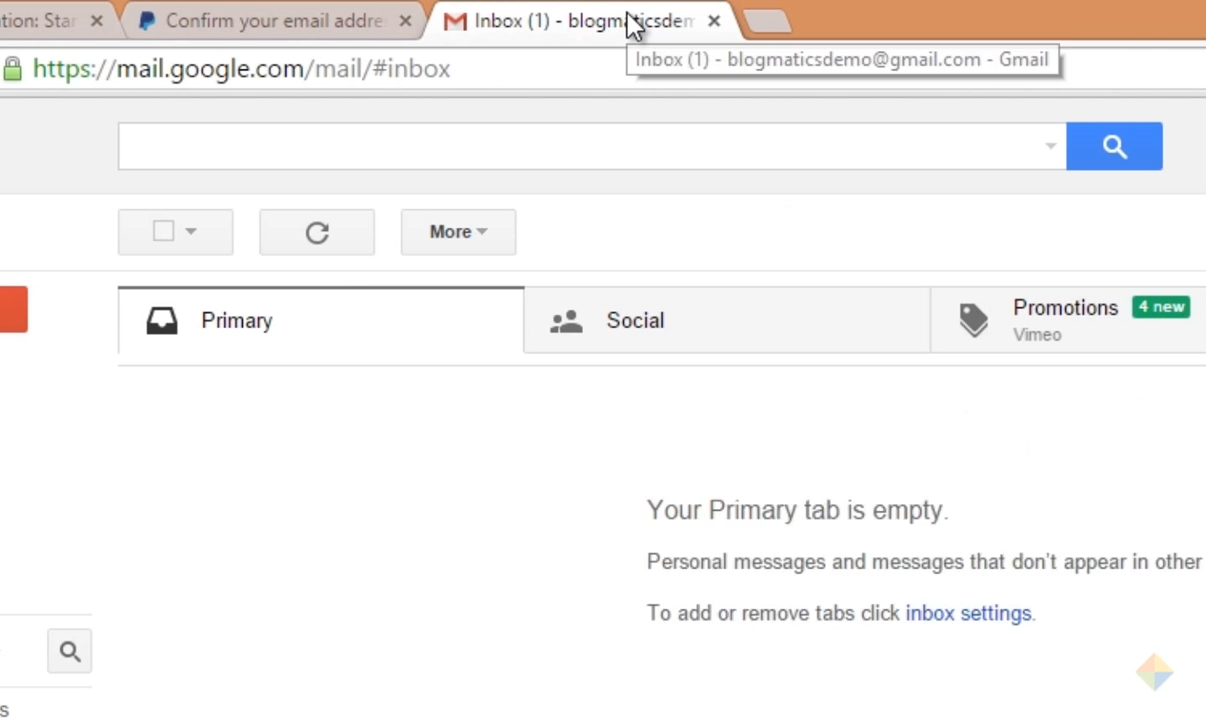 tion: Star
Confirm your email addre
Inbox (1) - blogmaticsdem
https://mail.google.com/mail/#inbox
Inbox (1) - blogmaticsdemo@gmail.com - Gmail
More
Primary
Social
Promotions
4 new
Vimeo
Your Primary tab is empty.
Personal messages and messages that don't appear in other
To add or remove tabs click inbox settings.
s